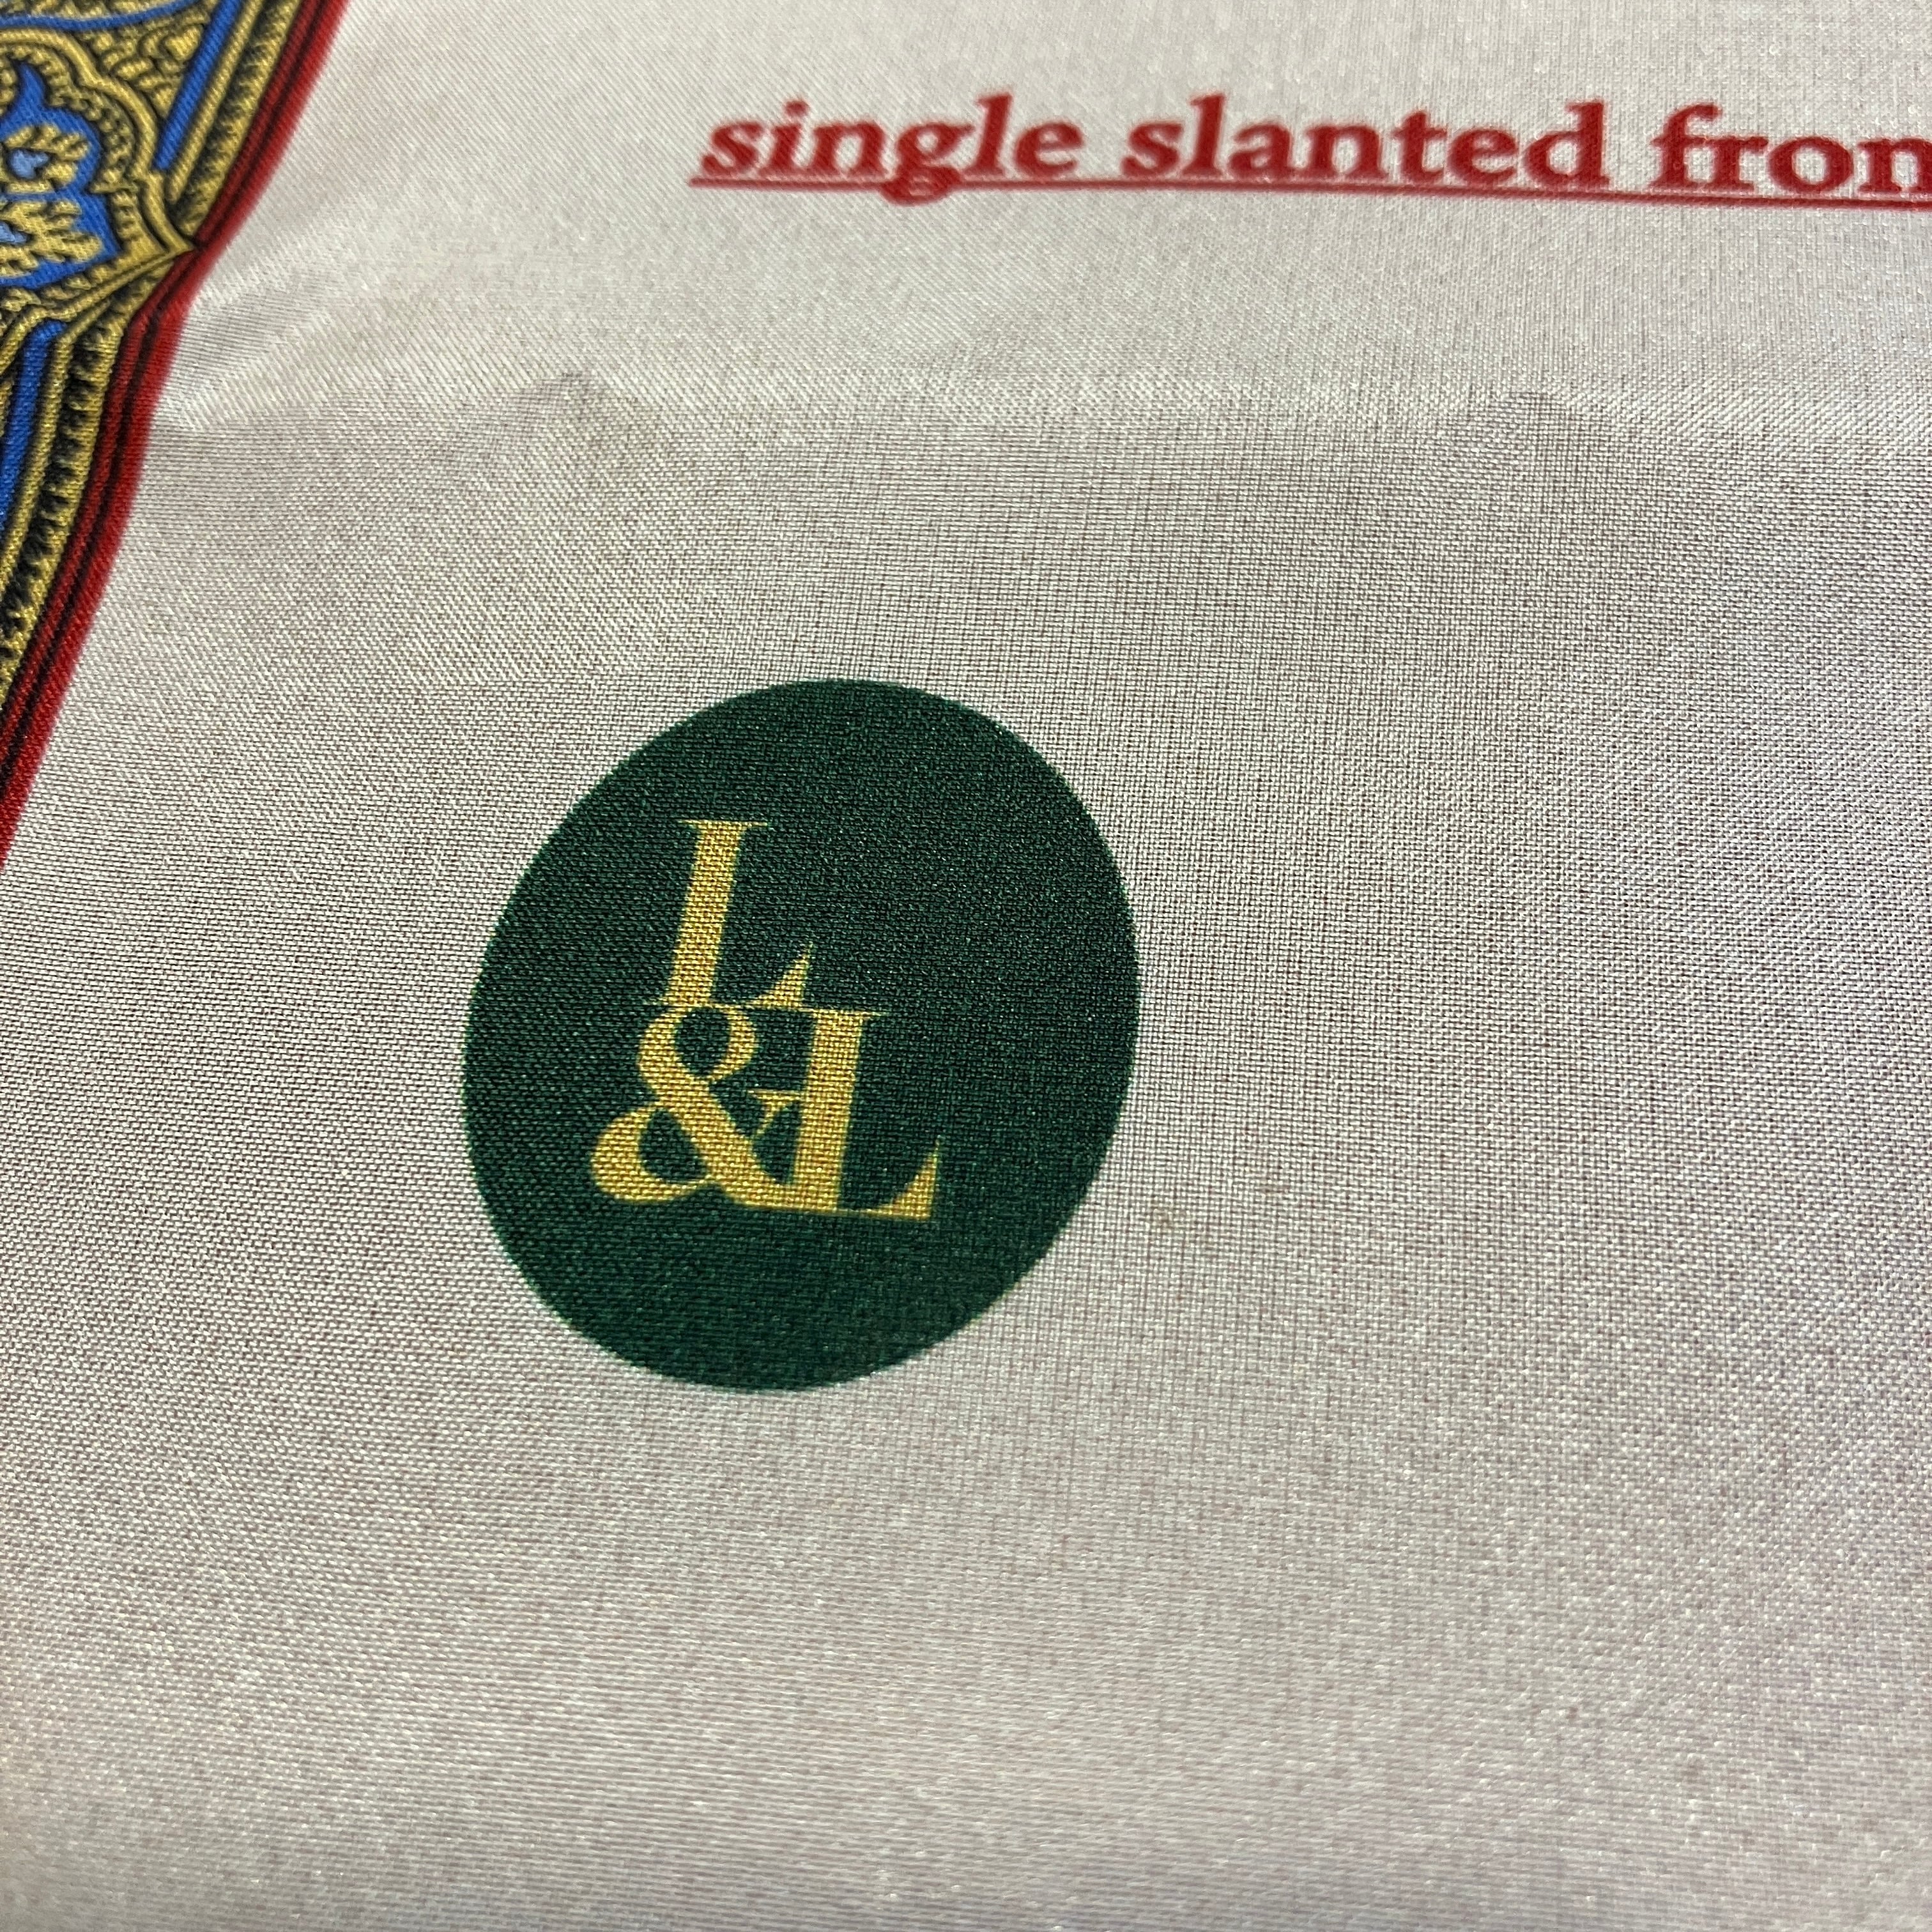 single slanted fron
L
&L